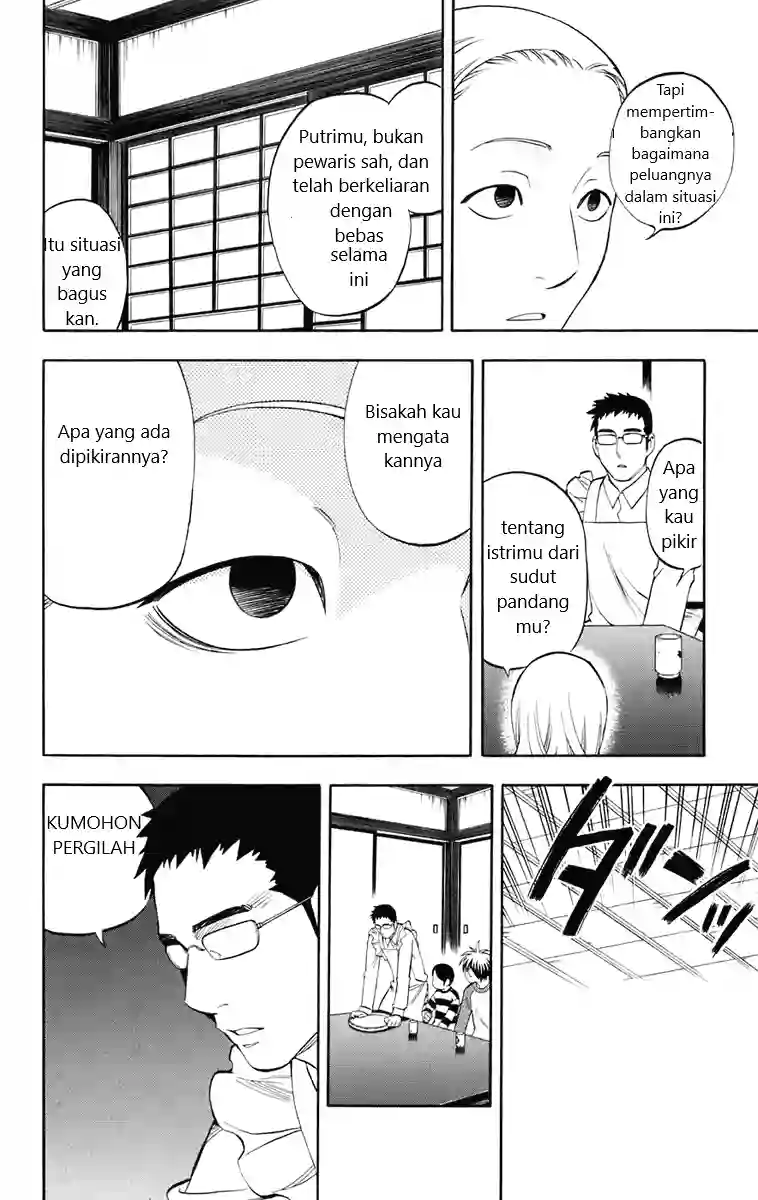 Tapi
mempertim-
bangkan
bagaimana
peluangnya
dalam situasi
ini?
Putrimu, bukan
pewaris sah, dan
telah berkeliaran
dengan
bebas
selama
ini
Itu situasi
yang
bagus
kan.
Apa
yang
kau
pikir
tentang
istrimu dari
sudut
pandang
mu?
Bisakah kau
mengata
kannya
Apa yang ada
dipikirannya?
ダンッ
KUMOHON
PERGILAH